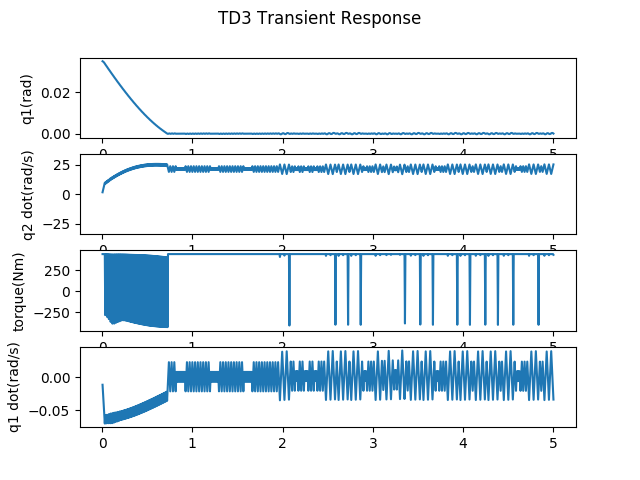 TD3 Transient Response
q1(rad)
0.02
0.00
0 1 2 3 4 5
q2 dot(rad/s)
25
0
−25
0 1 2 3 4 5
torque(Nm)
250
0
−250
0 1 2 3 4 5
q1 dot(rad/s)
0.00
−0.05
0 1 2 3 4 5